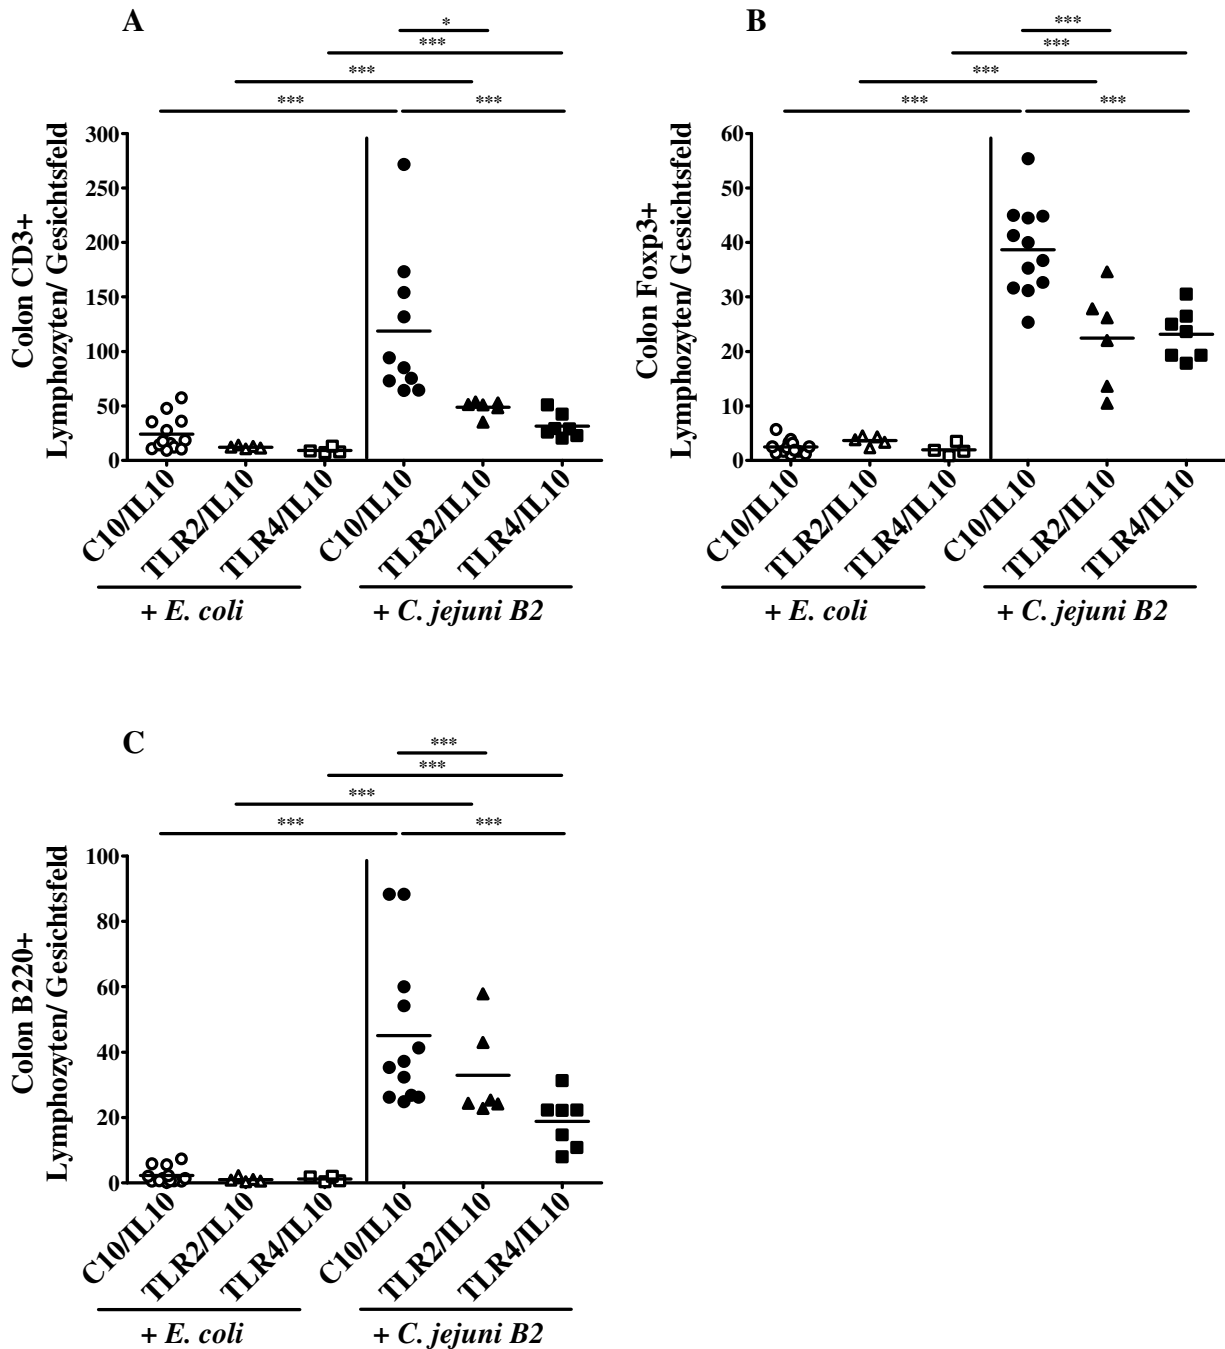 A
*
***
***
*** ***
Colon CD3+
Lymphozyten/ Gesichtsfeld
300
250
200
150
100
50
0
C10/IL10
TLR2/IL10
TLR4/IL10
C10/IL10
TLR2/IL10
TLR4/IL10
+ E. coli
+ C. jejuni B2
B
***
***
***
*** ***
Colon Foxp3+
Lymphozyten/ Gesichtsfeld
60
50
40
30
20
10
0
C10/IL10
TLR2/IL10
TLR4/IL10
C10/IL10
TLR2/IL10
TLR4/IL10
+ E. coli
+ C. jejuni B2
C
***
***
***
*** ***
Colon B220+
Lymphozyten/ Gesichtsfeld
100
80
60
40
20
0
C10/IL10
TLR2/IL10
TLR4/IL10
C10/IL10
TLR2/IL10
TLR4/IL10
+ E. coli
+ C. jejuni B2